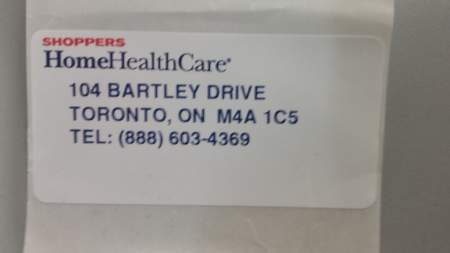 SHOPPERS
HomeHealthCare
104 BARTLEY DRIVE
TORONTO, ON M4A 1C5
TEL: (888) 603-4369